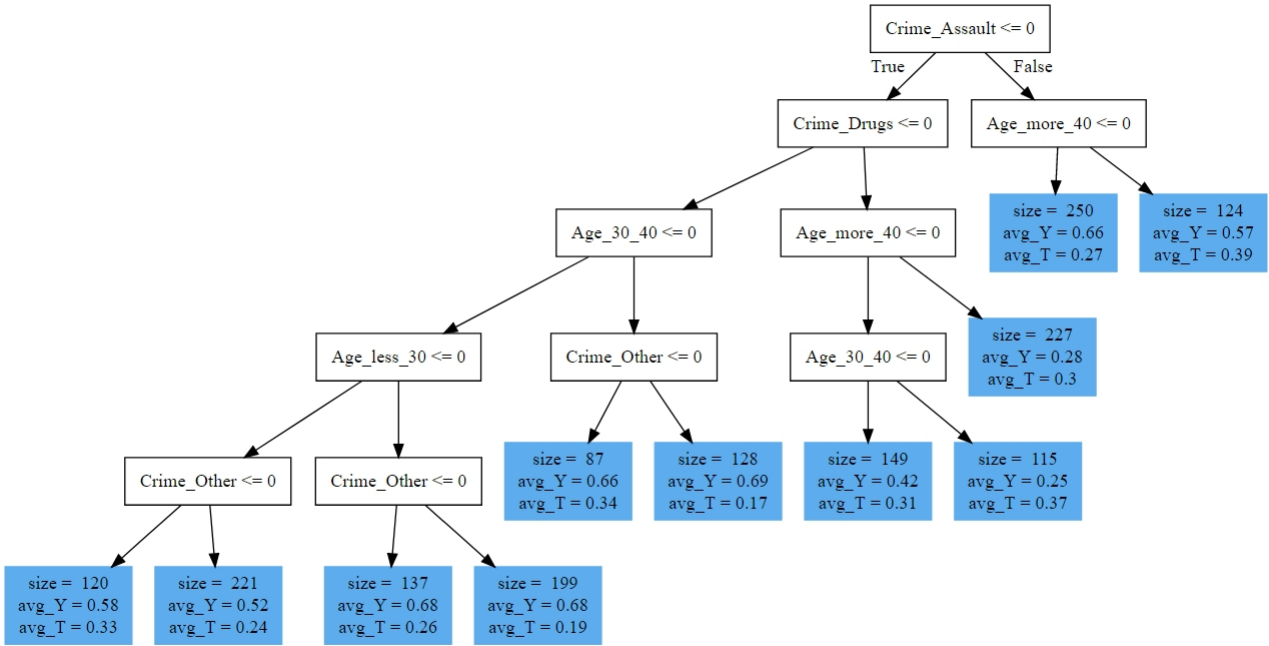 Crime_Assault <= 0
True
False
Crime_Drugs <= 0
Age_more_40 <= 0
Age_30_40 <= 0
Age_more_40 <= 0
size = 250
avg_Y = 0.66
avg_T = 0.27
size = 124
avg_Y = 0.57
avg_T = 0.39
Age_less_30 <= 0
Crime_Other <= 0
Age_30_40 <= 0
size = 227
avg_Y = 0.28
avg_T = 0.3
Crime_Other <= 0
Crime_Other <= 0
size = 87
avg_Y = 0.66
avg_T = 0.34
size = 128
avg_Y = 0.69
avg_T = 0.17
size = 149
avg_Y = 0.42
avg_T = 0.31
size = 115
avg_Y = 0.25
avg_T = 0.37
size = 120
avg_Y = 0.58
avg_T = 0.33
size = 221
avg_Y = 0.52
avg_T = 0.24
size = 137
avg_Y = 0.68
avg_T = 0.26
size = 199
avg_Y = 0.68
avg_T = 0.19